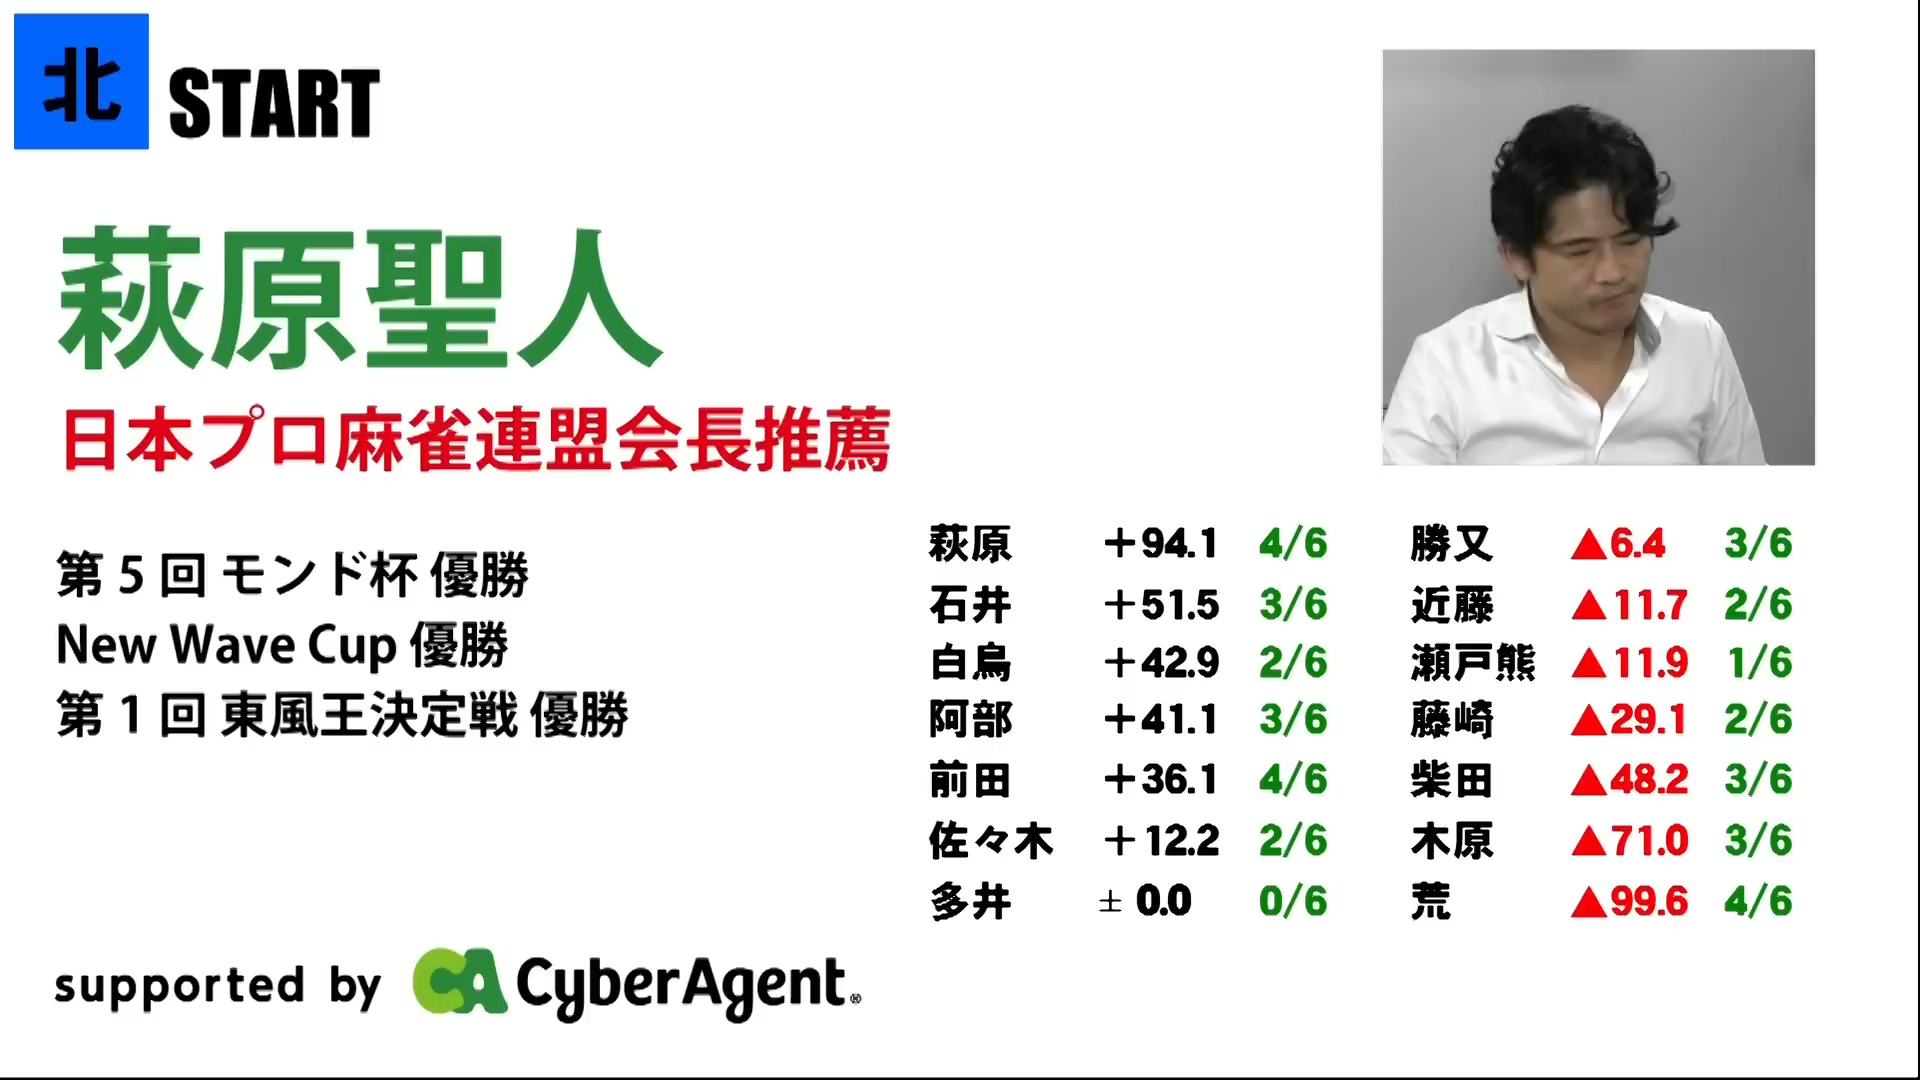 北 START
萩原聖人
日本プロ麻雀連盟会長推薦
第5回 モンド杯 優勝
New Wave Cup 優勝
第1回 東風王決定戦 優勝
萩原 +94.1 4/6
石井 +51.5 3/6
白鳥 +42.9 2/6
阿部 +41.1 3/6
前田 +36.1 4/6
佐々木 +12.2 2/6
多井 ± 0.0 0/6
勝又 ▲6.4 3/6
近藤 ▲11.7 2/6
瀬戸熊 ▲11.9 1/6
藤崎 ▲29.1 2/6
柴田 ▲48.2 3/6
木原 ▲71.0 3/6
荒 ▲99.6 4/6
supported by CA CyberAgent®